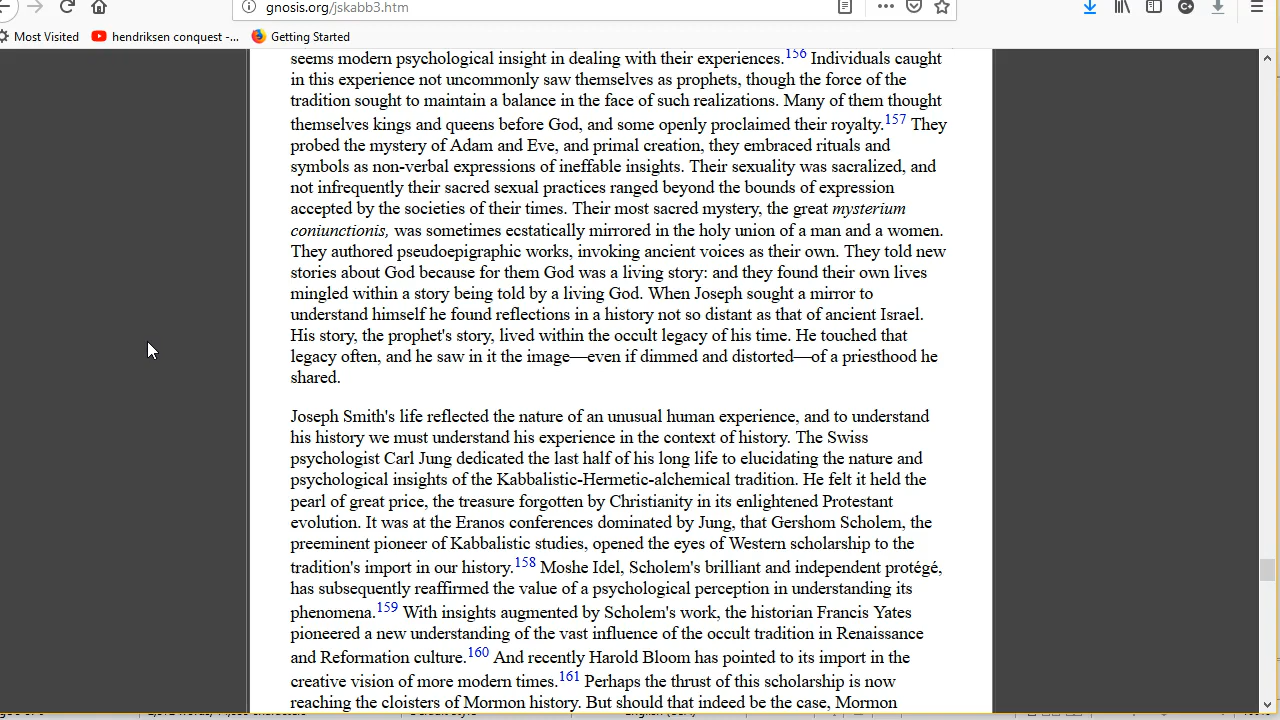 gnosis.org/jskabb3.htm
Most Visited hendriksen conquest -... Getting Started
seems modern psychological insight in dealing with their experiences.156 Individuals caught
in this experience not uncommonly saw themselves as prophets, though the force of the
tradition sought to maintain a balance in the face of such realizations. Many of them thought
themselves kings and queens before God, and some openly proclaimed their royalty.157 They
probed the mystery of Adam and Eve, and primal creation, they embraced rituals and
symbols as non-verbal expressions of ineffable insights. Their sexuality was sacralized, and
not infrequently their sacred sexual practices ranged beyond the bounds of expression
accepted by the societies of their times. Their most sacred mystery, the great mysterium
coniunctionis, was sometimes ecstatically mirrored in the holy union of a man and a women.
They authored pseudoepigraphic works, invoking ancient voices as their own. They told new
stories about God because for them God was a living story: and they found their own lives
mingled within a story being told by a living God. When Joseph sought a mirror to
understand himself he found reflections in a history not so distant as that of ancient Israel.
His story, the prophet's story, lived within the occult legacy of his time. He touched that
legacy often, and he saw in it the image—even if dimmed and distorted—of a priesthood he
shared.
Joseph Smith's life reflected the nature of an unusual human experience, and to understand
his history we must understand his experience in the context of history. The Swiss
psychologist Carl Jung dedicated the last half of his long life to elucidating the nature and
psychological insights of the Kabbalistic-Hermetic-alchemical tradition. He felt it held the
pearl of great price, the treasure forgotten by Christianity in its enlightened Protestant
evolution. It was at the Eranos conferences dominated by Jung, that Gershom Scholem, the
preeminent pioneer of Kabbalistic studies, opened the eyes of Western scholarship to the
tradition's import in our history.158 Moshe Idel, Scholem's brilliant and independent protégé,
has subsequently reaffirmed the value of a psychological perception in understanding its
phenomena.159 With insights augmented by Scholem's work, the historian Francis Yates
pioneered a new understanding of the vast influence of the occult tradition in Renaissance
and Reformation culture.160 And recently Harold Bloom has pointed to its import in the
creative vision of more modern times.161 Perhaps the thrust of this scholarship is now
reaching the cloisters of Mormon history. But should that indeed be the case, Mormon